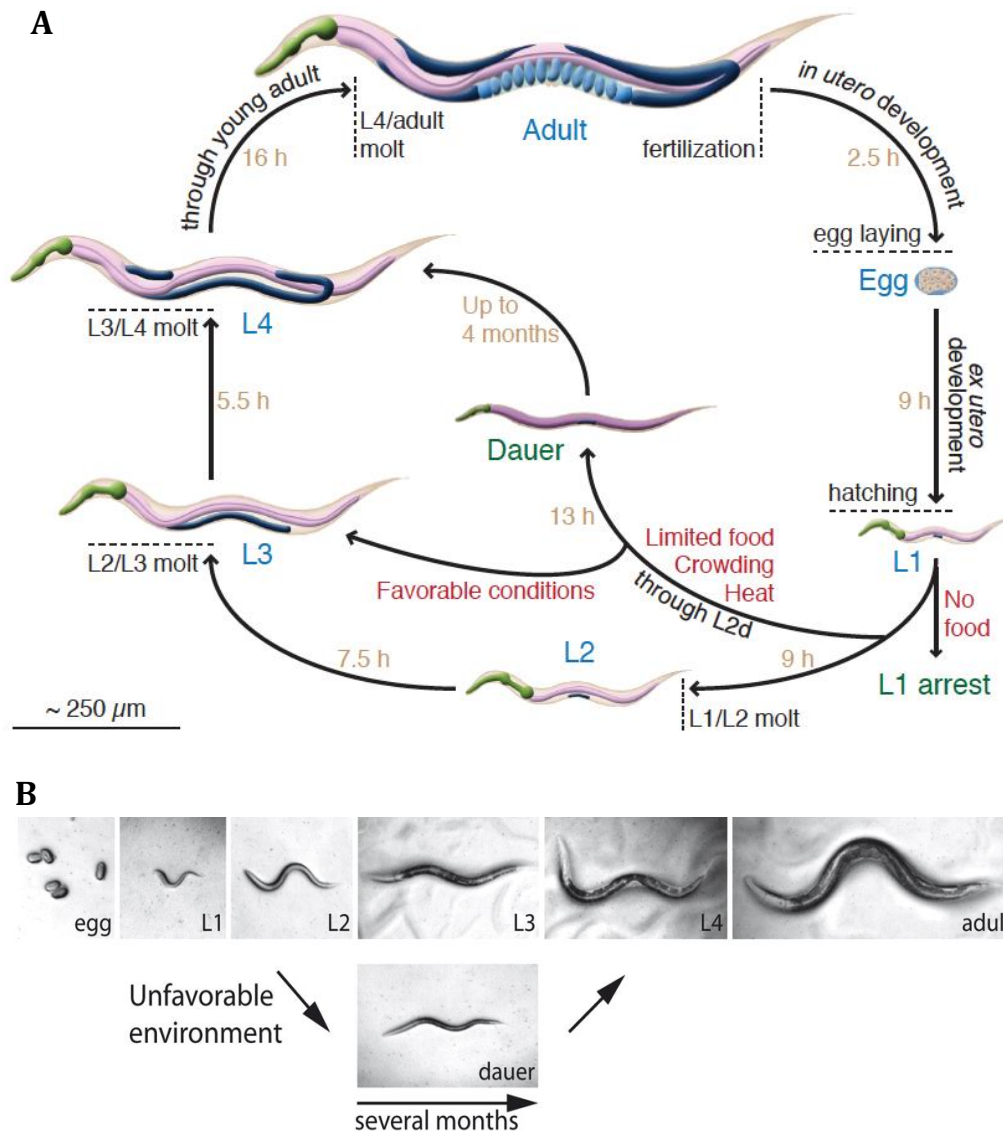 A
through young adult
16 h
L4/adult
molt
Adult
fertilization
in utero development
2.5 h
egg laying
Egg
L3/L4 molt
L4
Up to
4 months
ex utero
development
9 h
5.5 h
Dauer
hatching
L1
13 h
Limited food
Crowding
Heat
through L2d
L2/L3 molt
L3
Favorable conditions
No
food
L1 arrest
7.5 h
L2
9 h
L1/L2 molt
~ 250 μm
B
egg
L1
L2
L3
L4
adul
Unfavorable
environment
dauer
several months